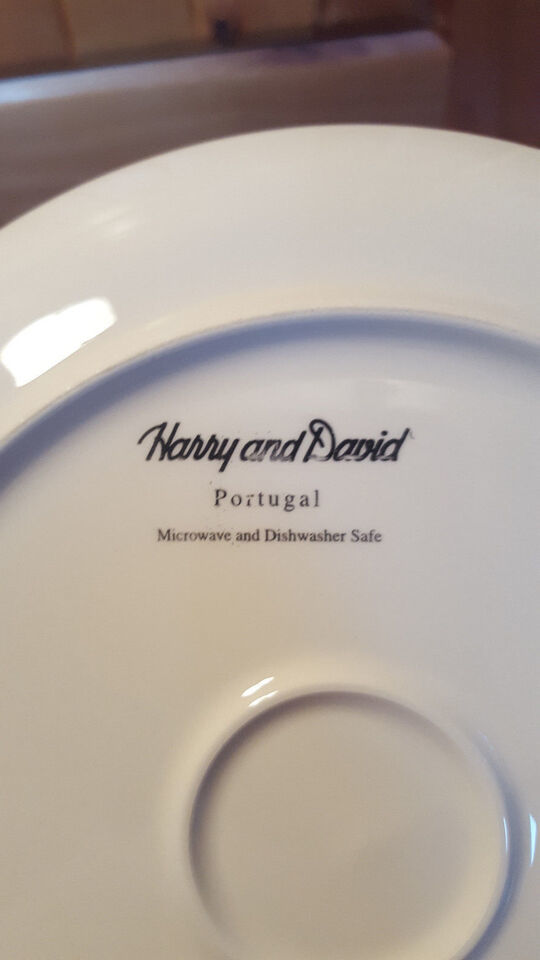 Harry and David
Portugal
Microwave and Dishwasher Safe